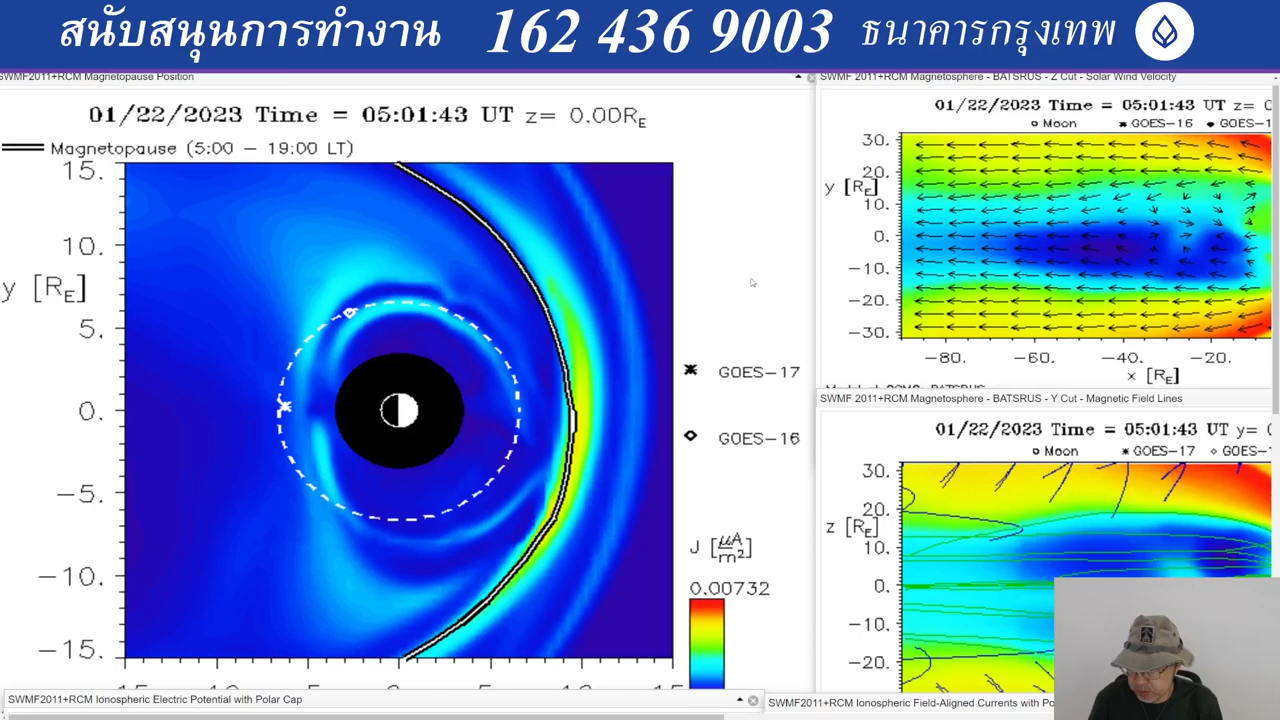 สนับสนุนการทำงาน 162 436 9003 ธนาคารกรุงเทพ
SWMF2011+RCM Magnetopause Position
01/22/2023 Time = 05:01:43 UT z= 0.00RE
Magnetopause (5:00 – 19:00 LT)
15.
10.
y [RE]
5.
0.
−5.
−10.
−15.
GOES−17
GOES−16
J [μA/m²]
0.00732
SWMF2011+RCM Ionospheric Electric Potential with Polar Cap
SWMF 2011+RCM Magnetosphere - BATSRUS - Z Cut - Solar Wind Velocity
01/22/2023 Time = 05:01:43 UT z=
Moon GOES−16 GOES−1
30.
20.
y [RE]
10.
0.
−10.
−20.
−30.
−80. −60. −40. −20.
x [RE]
SWMF 2011+RCM Magnetosphere - BATSRUS - Y Cut - Magnetic Field Lines
01/22/2023 Time = 05:01:43 UT y=
Moon GOES−17 GOES−
30.
20.
z [RE]
10.
0.
−10.
−20.
SWMF2011+RCM Ionospheric Field-Aligned Currents with